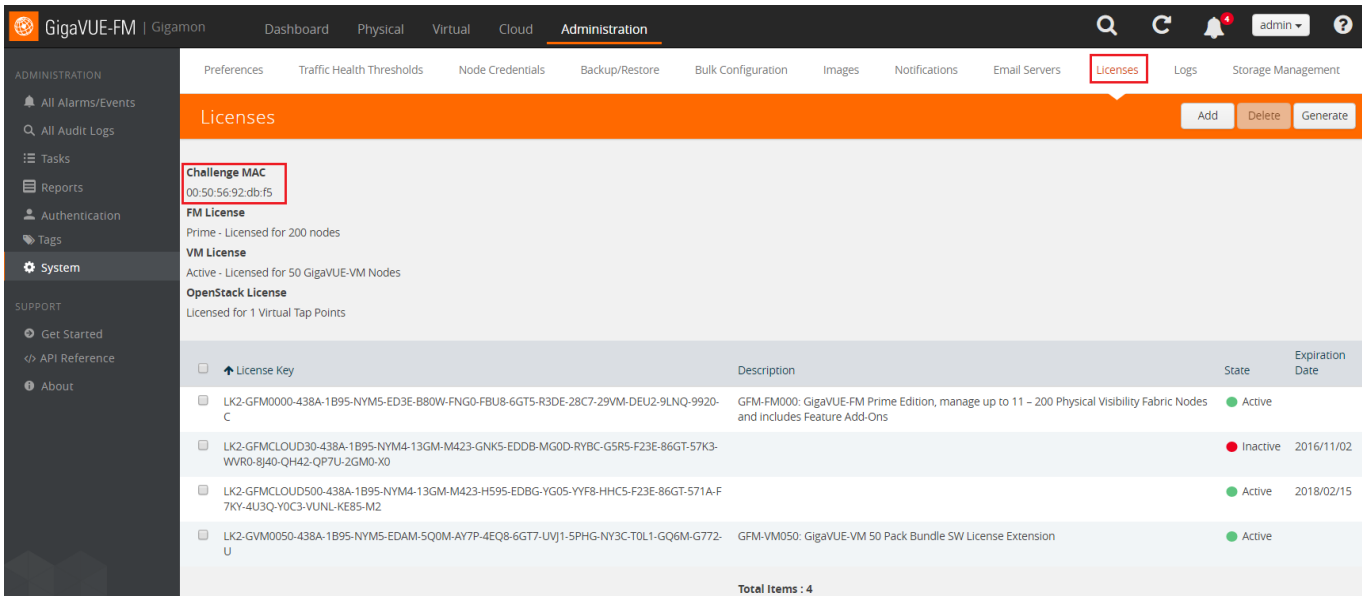 GigaVUE-FM | Gigamon
Dashboard Physical Virtual Cloud Administration
4
admin
?
ADMINISTRATION
All Alarms/Events
All Audit Logs
Tasks
Reports
Authentication
Tags
System
SUPPORT
Get Started
</> API Reference
About
Preferences Traffic Health Thresholds Node Credentials Backup/Restore Bulk Configuration Images Notifications Email Servers Licenses Logs Storage Management
Licenses
Add Delete Generate
Challenge MAC
00:50:56:92:db:f5
FM License
Prime - Licensed for 200 nodes
VM License
Active - Licensed for 50 GigaVUE-VM Nodes
OpenStack License
Licensed for 1 Virtual Tap Points
License Key Description State Expiration Date
LK2-GFM0000-438A-1B95-NYM5-ED3E-B80W-FNG0-FBU8-6GT5-R3DE-28C7-29VM-DEU2-9LNQ-9920-
C
GFM-FM000: GigaVUE-FM Prime Edition, manage up to 11 – 200 Physical Visibility Fabric Nodes
and includes Feature Add-Ons
Active
LK2-GFMCLOUD30-438A-1B95-NYM4-13GM-M423-GNK5-EDDB-MG0D-RYBC-G5R5-F23E-86GT-57K3-
WVR0-8J40-QH42-QP7U-2GM0-X0
Inactive 2016/11/02
LK2-GFMCLOUD500-438A-1B95-NYM4-13GM-M423-H595-EDBG-YG05-YYF8-HHC5-F23E-86GT-571A-F
7KY-4U3Q-Y0C3-VUNL-KE85-M2
Active 2018/02/15
LK2-GVM0050-438A-1B95-NYM5-EDAM-5Q0M-AY7P-4EQ8-6GT7-UVJ1-5PHG-NY3C-T0L1-GQ6M-G772-
U
GFM-VM050: GigaVUE-VM 50 Pack Bundle SW License Extension
Active
Total Items : 4